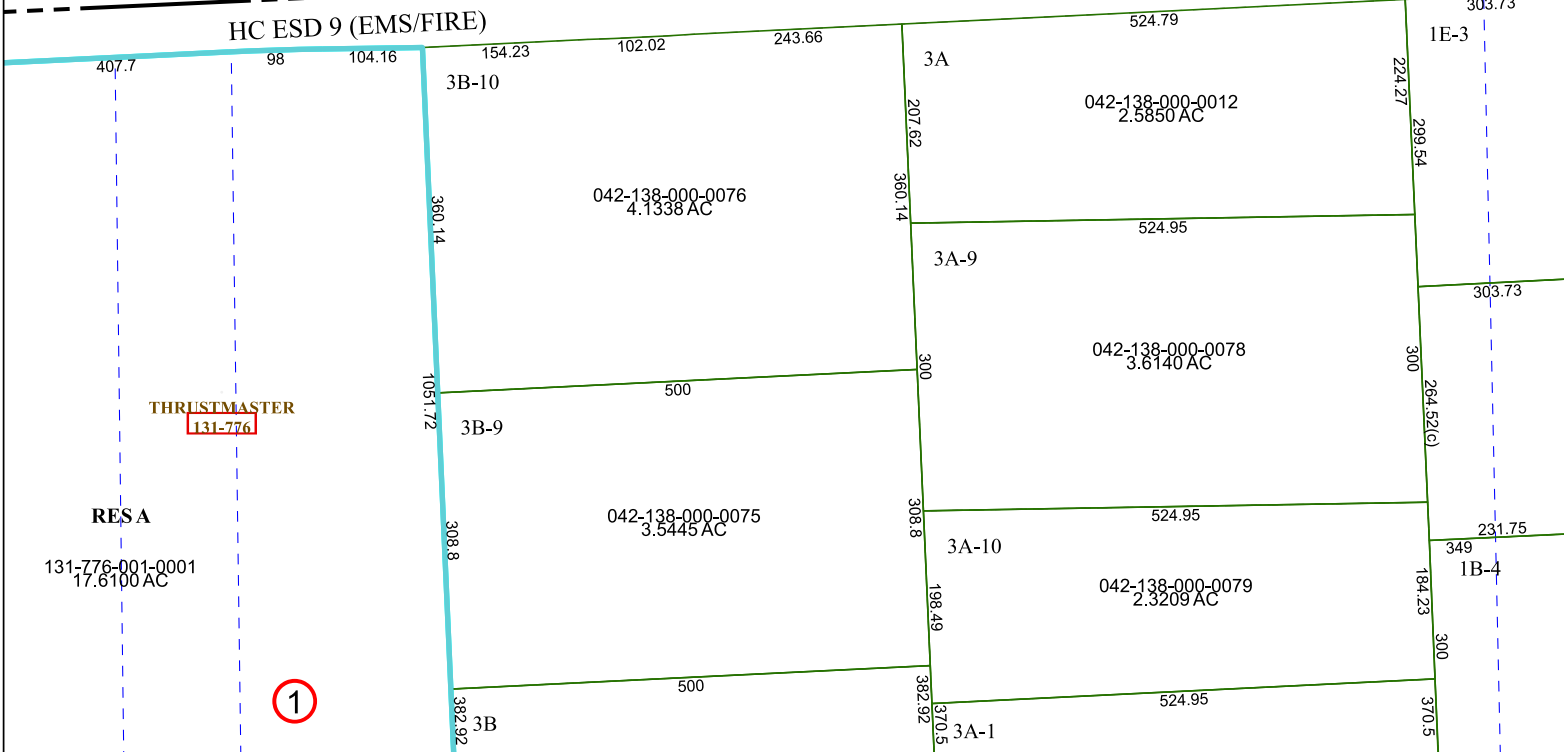 HC ESD 9 (EMS/FIRE)
407.7
98
104.16
154.23
102.02
243.66
524.79
303.73
1E-3
3B-10
3A
042-138-000-0012
2.5850 AC
224.27
299.54
207.62
360.14
360.14
042-138-000-0076
4.1338 AC
524.95
3A-9
303.73
042-138-000-0078
3.6140 AC
300
300
264.52(c)
500
1051.72
THRUSTMASTER
131-776
3B-9
RES A
042-138-000-0075
3.5445 AC
308.8
308.8
524.95
3A-10
231.75
349
1B-4
131-776-001-0001
17.6100 AC
042-138-000-0079
2.3209 AC
198.49
184.23
300
500
1
382.92
3B
382.92
370.5
524.95
3A-1
370.5